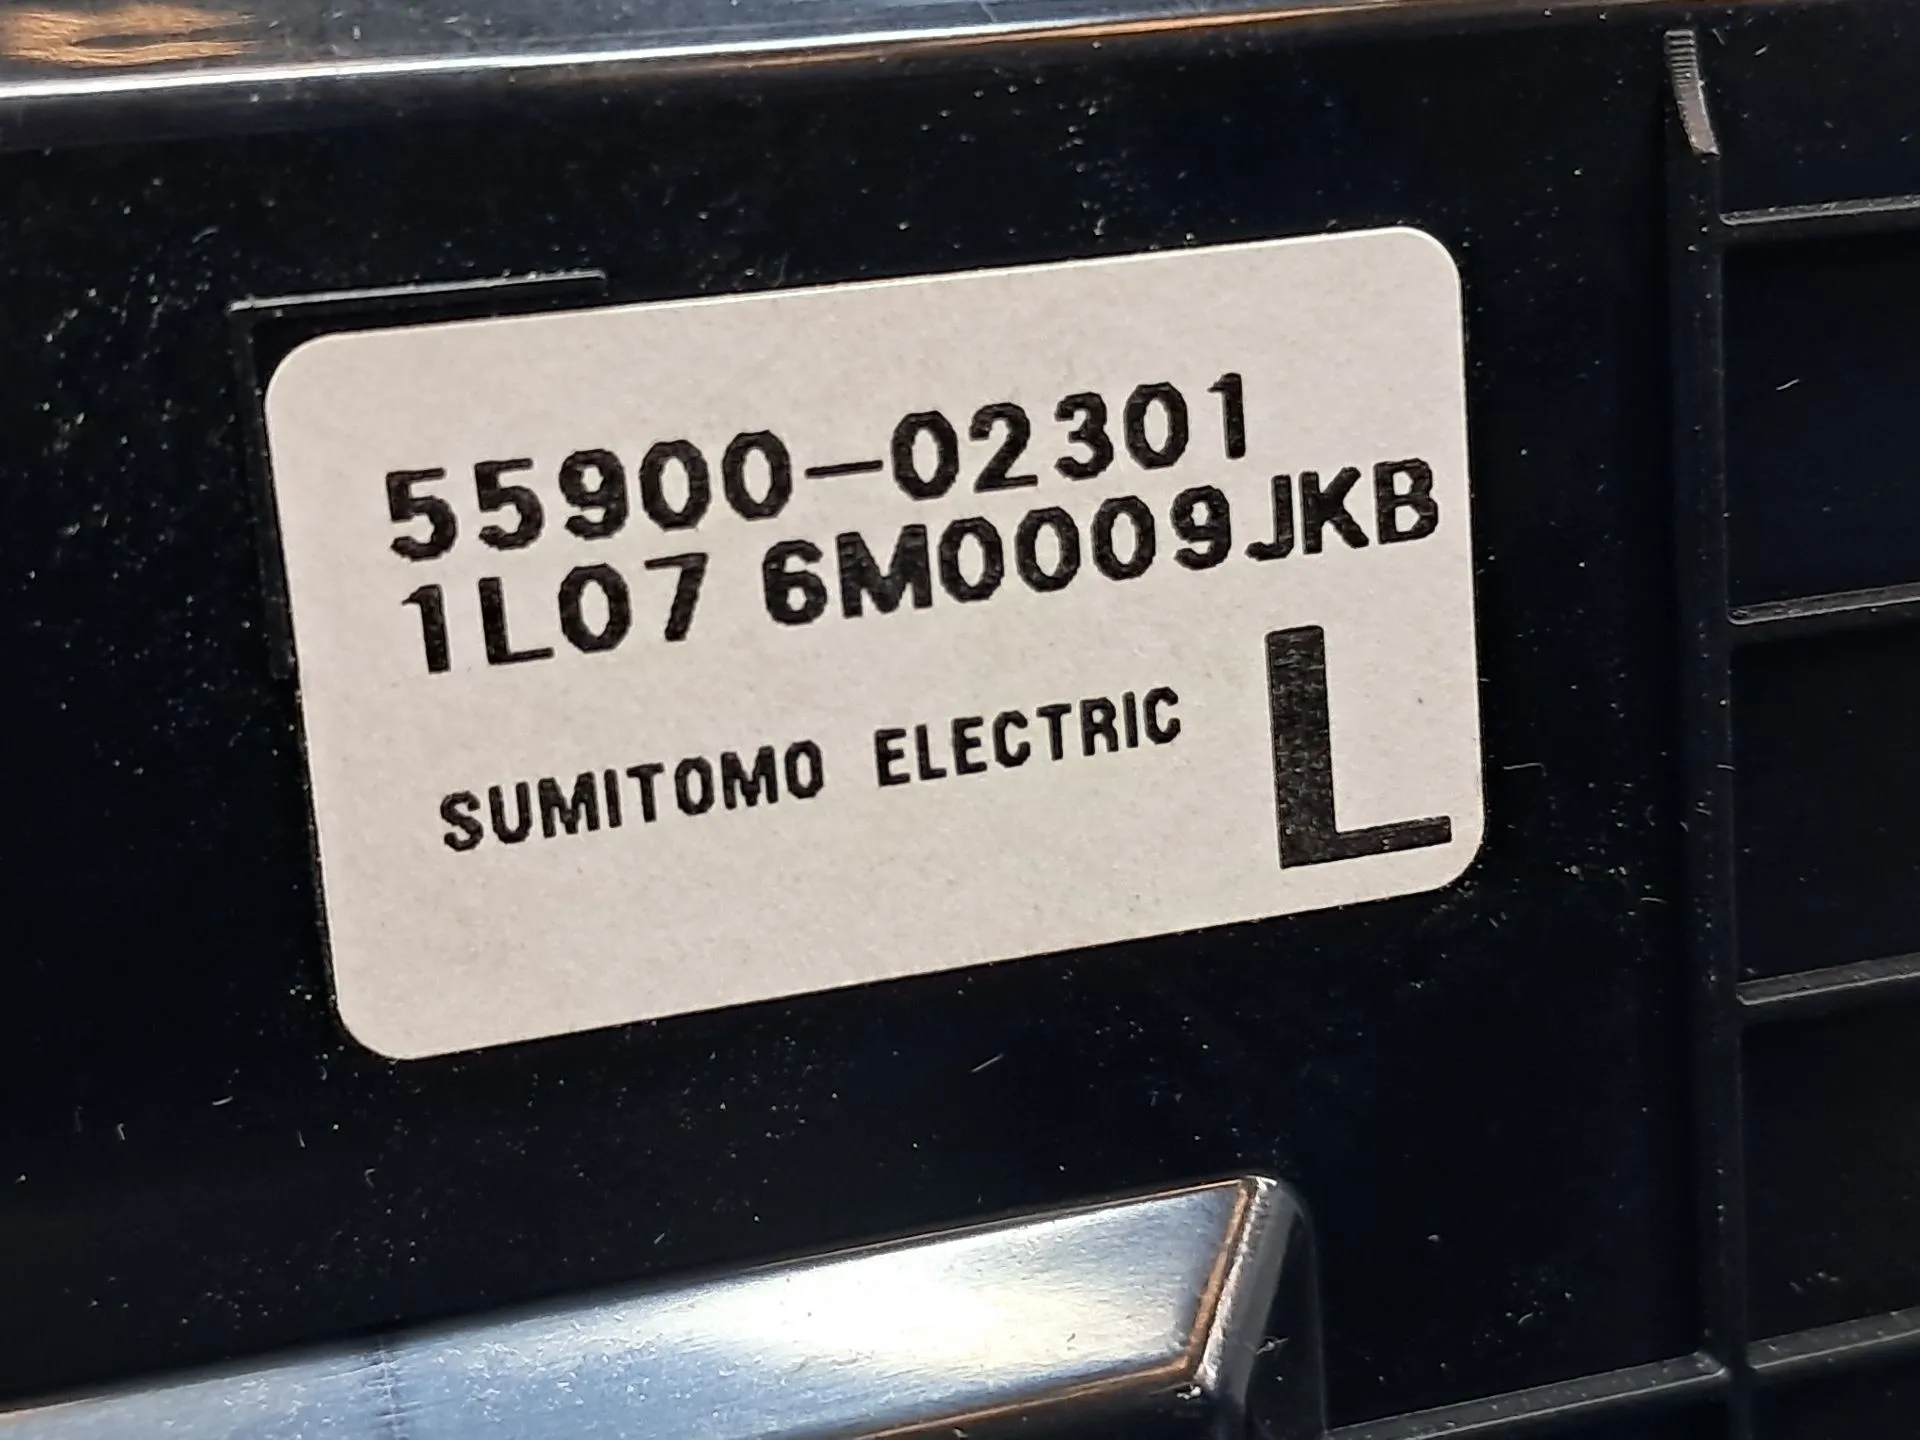 55900-02301
1L07 6M0009JKB
SUMITOMO ELECTRIC
L